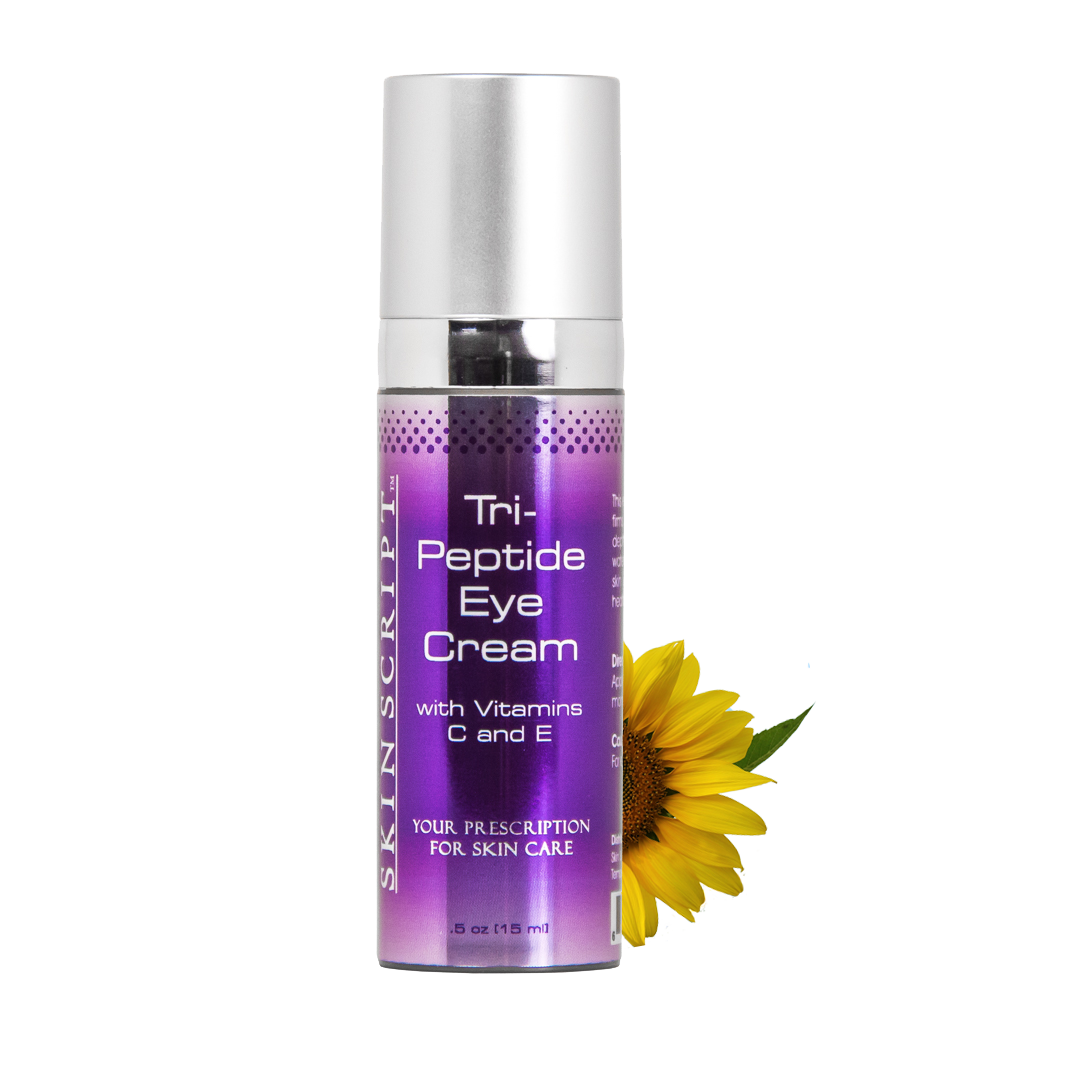 SKINSCRIPT™
Tri-
Peptide
Eye
Cream
with Vitamins
C and E
YOUR PRESCRIPTION
FOR SKIN CARE
.5 oz [15 ml]